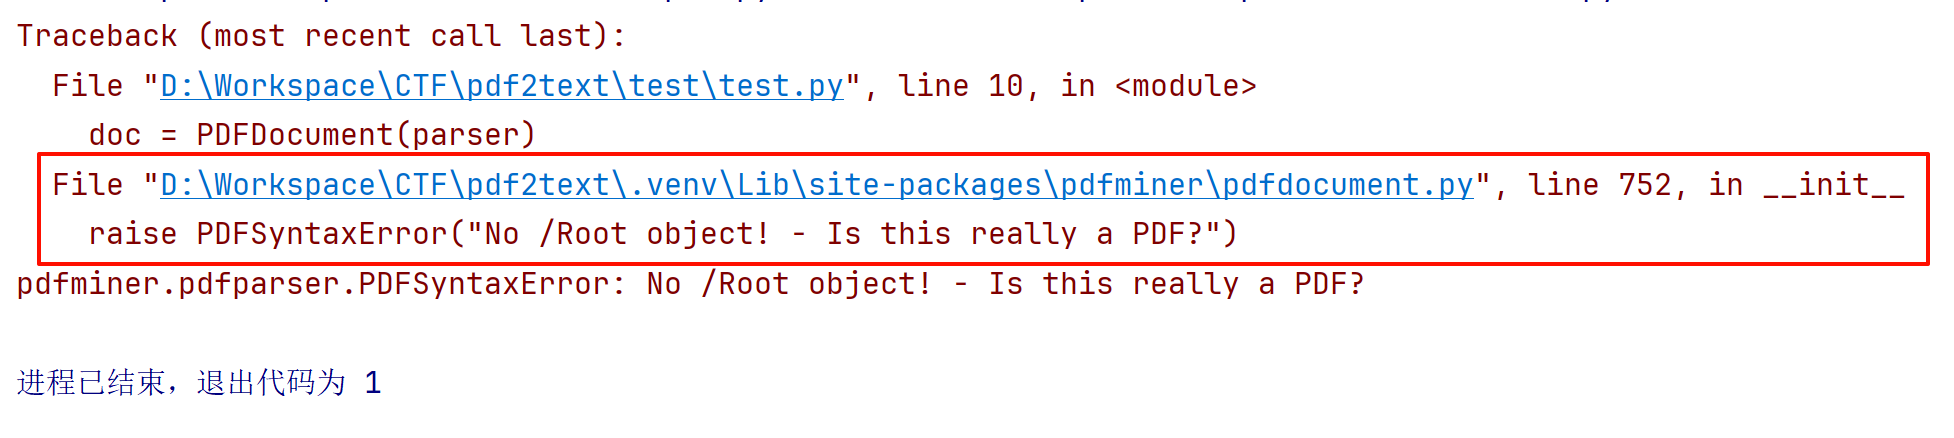 Traceback (most recent call last):
  File "D:\Workspace\CTF\pdf2text\test\test.py", line 10, in <module>
    doc = PDFDocument(parser)
  File "D:\Workspace\CTF\pdf2text\.venv\Lib\site-packages\pdfminer\pdfdocument.py", line 752, in __init__
    raise PDFSyntaxError("No /Root object! - Is this really a PDF?")
pdfminer.pdfparser.PDFSyntaxError: No /Root object! - Is this really a PDF?
进程已结束，退出代码为 1